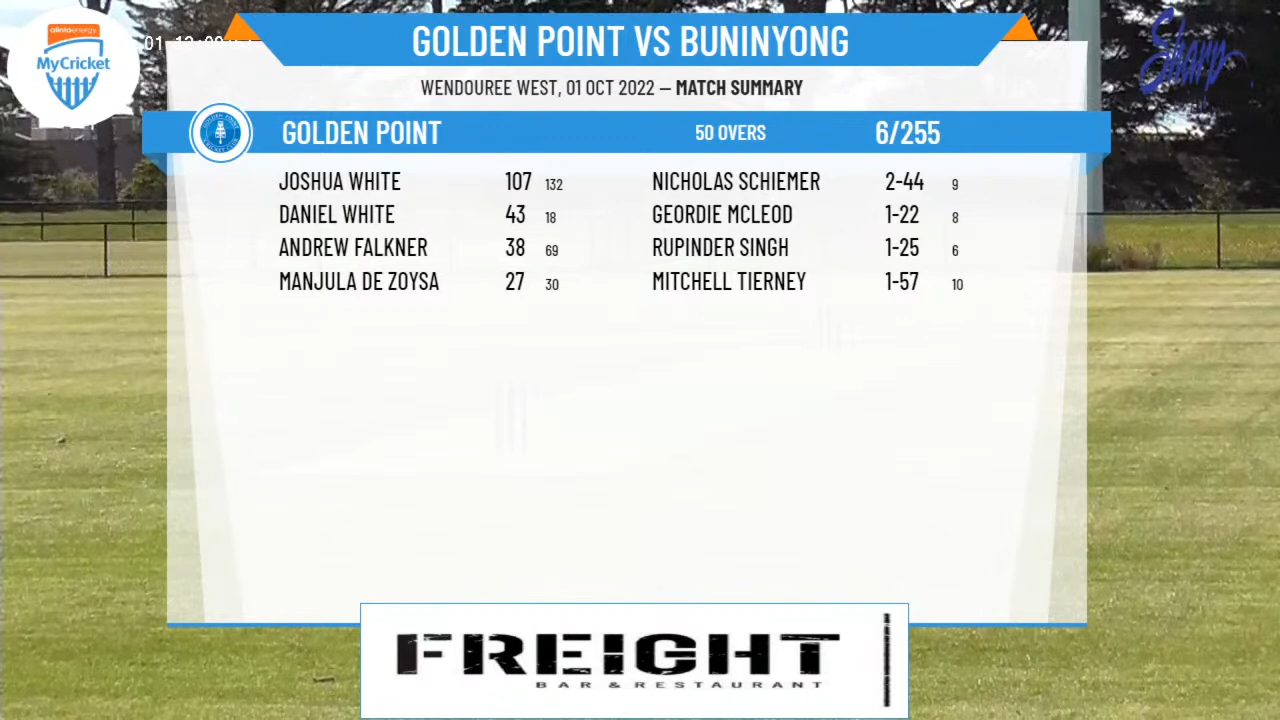 alintaenergy
MyCricket
GOLDEN POINT VS BUNINYONG
Sharp
WENDOUREE WEST, 01 OCT 2022 – MATCH SUMMARY
GOLDEN POINT 50 OVERS 6/255
JOSHUA WHITE 107 132 NICHOLAS SCHIEMER 2-44 9
DANIEL WHITE 43 18 GEORDIE MCLEOD 1-22 8
ANDREW FALKNER 38 69 RUPINDER SINGH 1-25 6
MANJULA DE ZOYSA 27 30 MITCHELL TIERNEY 1-57 10
FREIGHT
BAR & RESTAURANT